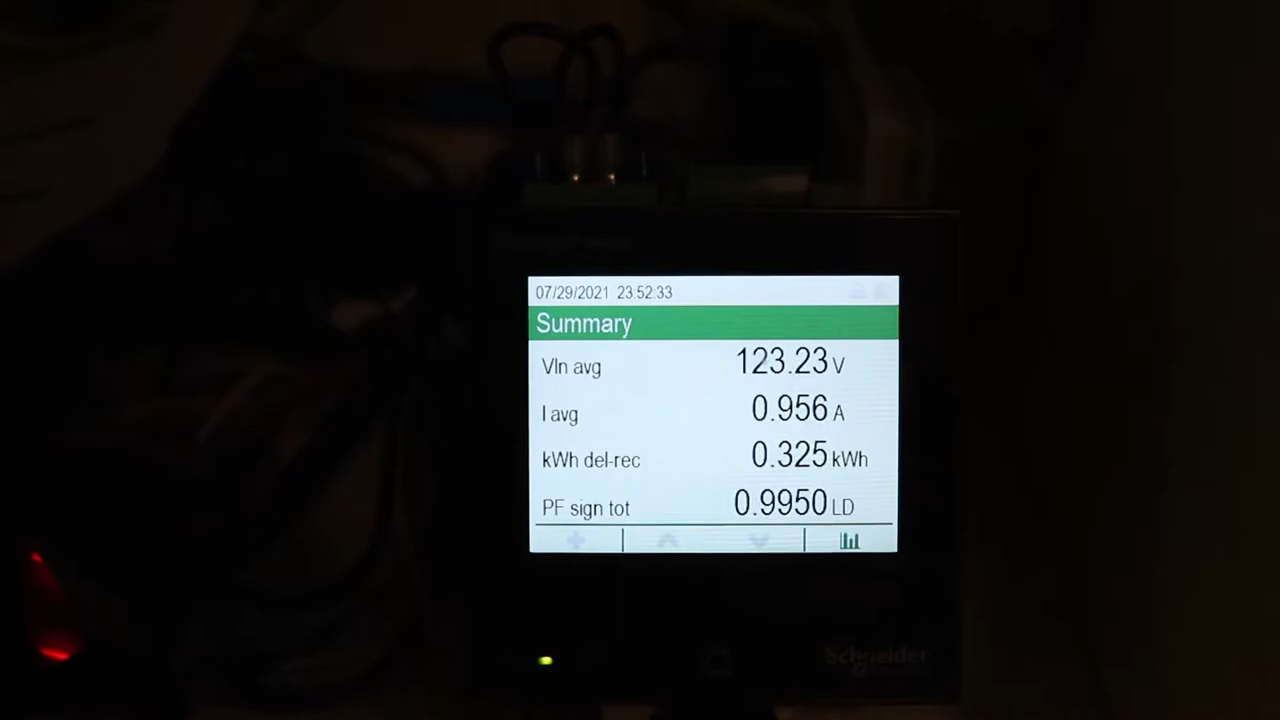 07/29/2021 23:52:33
Summary
Vln avg 123.23 V
I avg 0.956 A
kWh del-rec 0.325 kWh
PF sign tot 0.9950 LD
Schneider